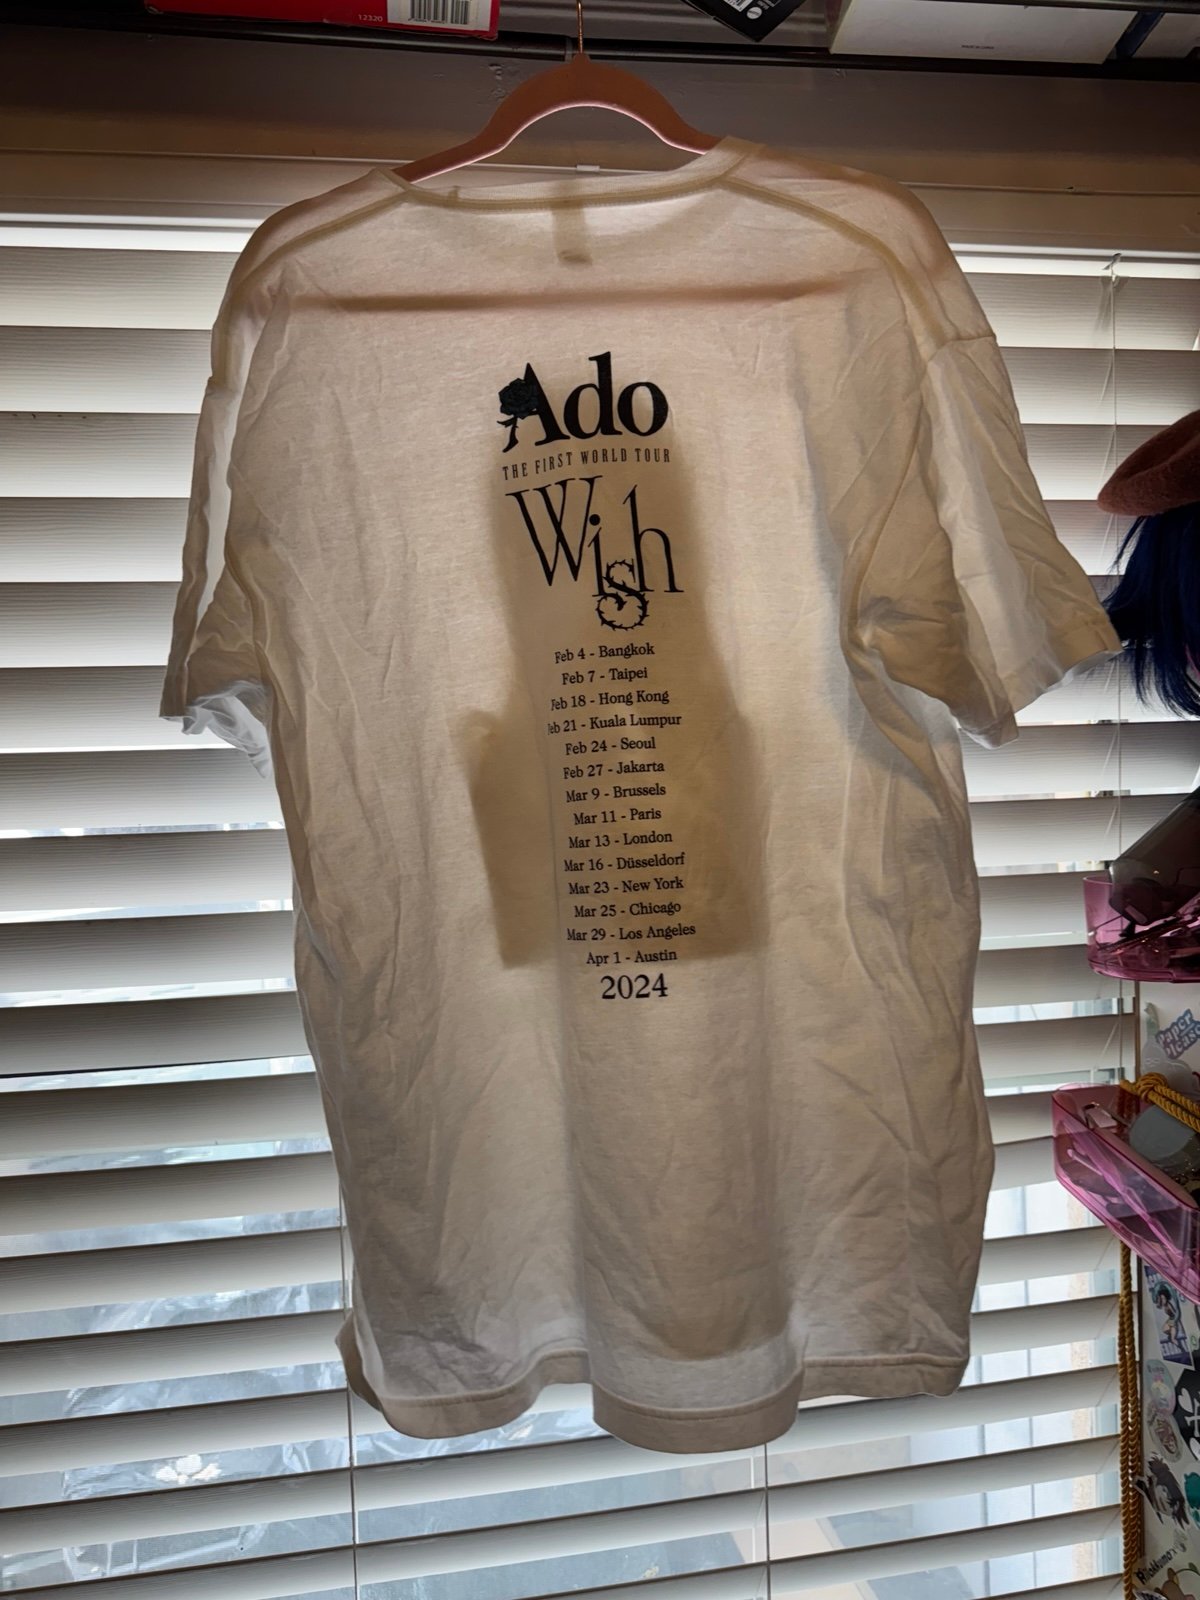 12320
Ado
THE FIRST WORLD TOUR
Wish
Feb 4 - Bangkok
Feb 7 - Taipei
Feb 18 - Hong Kong
Feb 21 - Kuala Lumpur
Feb 24 - Seoul
Feb 27 - Jakarta
Mar 9 - Brussels
Mar 11 - Paris
Mar 13 - London
Mar 16 - Düsseldorf
Mar 23 - New York
Mar 25 - Chicago
Mar 29 - Los Angeles
Apr 1 - Austin
2024
Paper